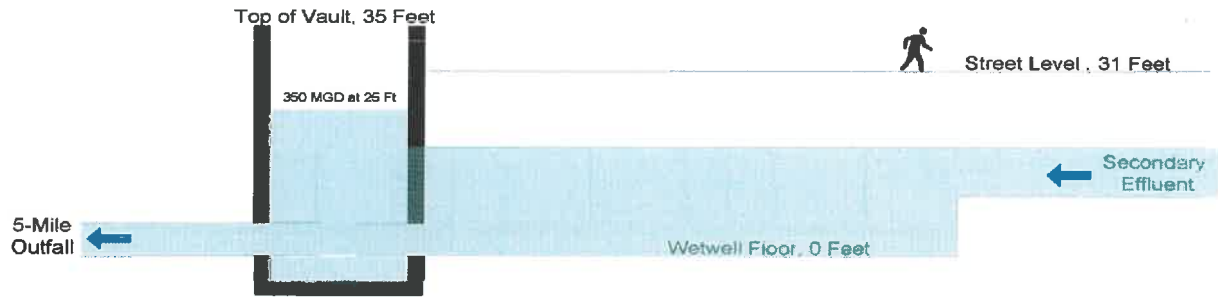 Top of Vault, 35 Feet
Street Level , 31 Feet
350 MGD at 25 Ft
Secondary
Effluent
5-Mile
Outfall
Wetwell Floor, 0 Feet